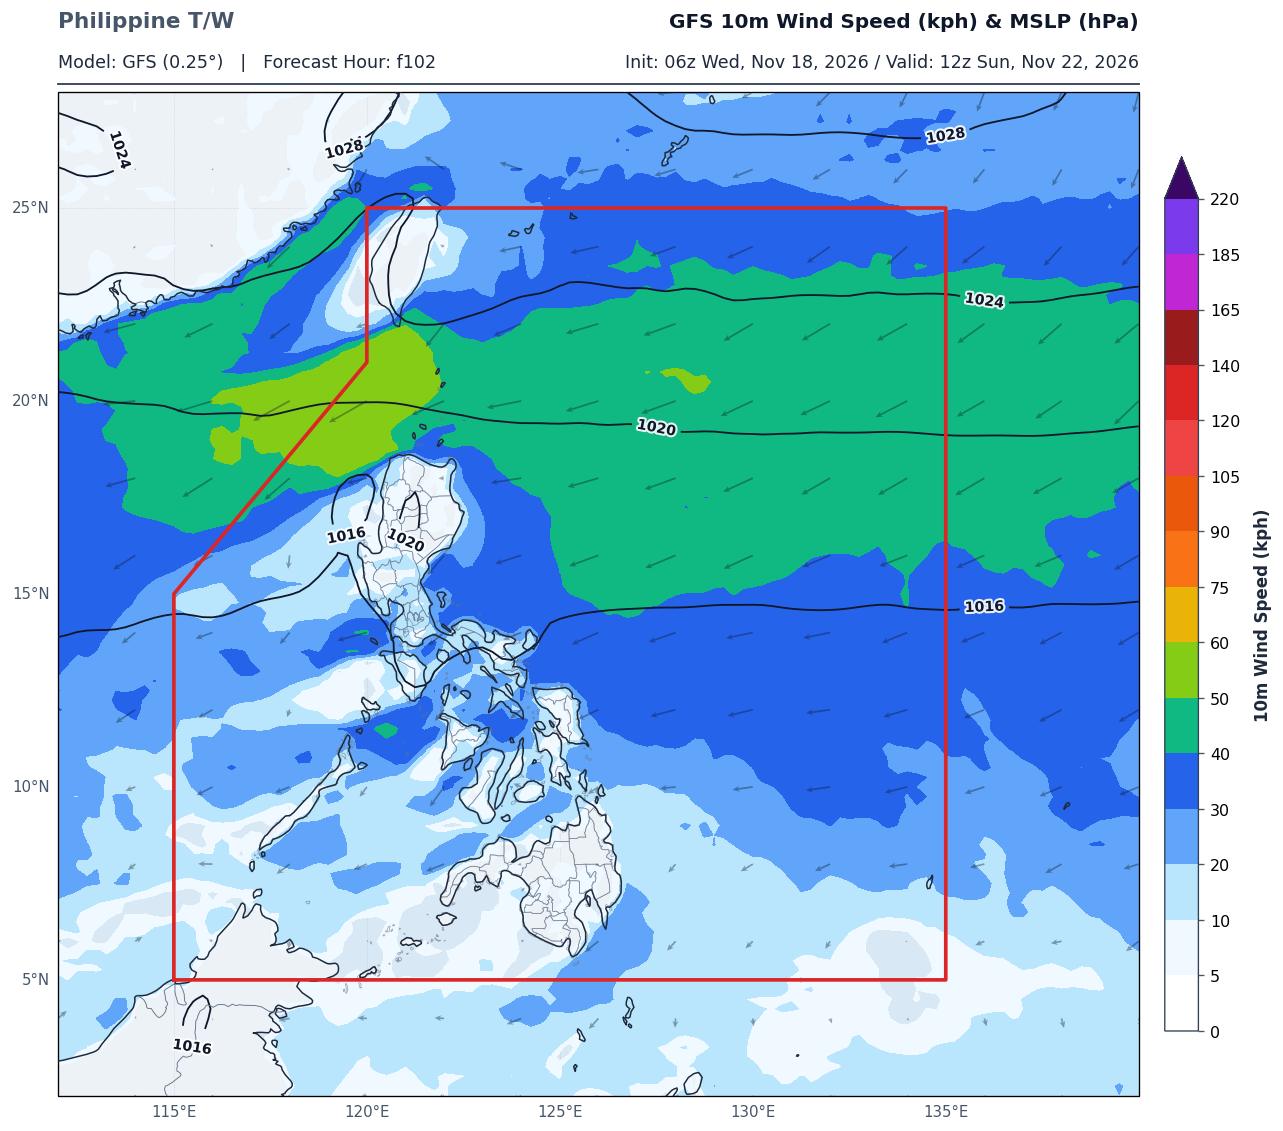 Philippine T/W
GFS 10m Wind Speed (kph) & MSLP (hPa)
Model: GFS (0.25°)   |   Forecast Hour: f102
Init: 06z Wed, Nov 18, 2026 / Valid: 12z Sun, Nov 22, 2026
1024
1028
1028
1024
1020
1016
1020
1016
1016
25°N
20°N
15°N
10°N
5°N
115°E
120°E
125°E
130°E
135°E
220
185
165
140
120
105
90
75
60
50
40
30
20
10
5
0
10m Wind Speed (kph)